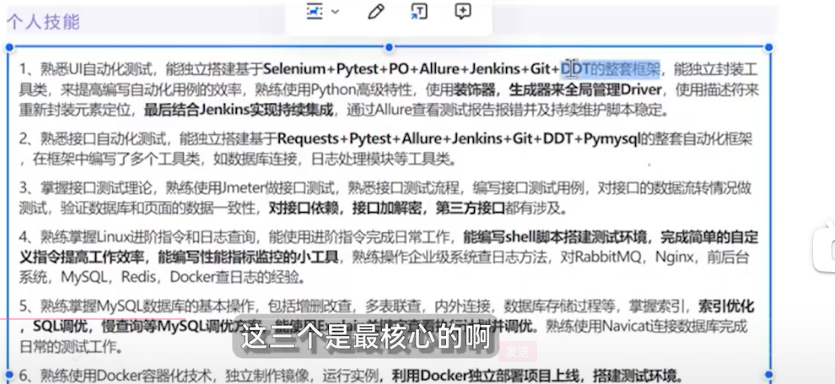 个人技能
1、熟悉UI自动化测试，能独立搭建基于Selenium+Pytest+PO+Allure+Jenkins+Git+DDT的整套框架，能独立封装工
具类，来提高编写自动化用例的效率，熟练使用Python高级特性，使用装饰器，生成器来全局管理Driver，使用描述符来
重新封装元素定位，最后结合Jenkins实现持续集成，通过Allure查看测试报告报错并及持续维护脚本稳定。
2、熟悉接口自动化测试，能独立搭建基于Requests+Pytest+Allure+Jenkins+Git+DDT+Pymysql的整套自动化框架
，在框架中编写了多个工具类，如数据库连接，日志处理模块等工具类。
3、掌握接口测试理论，熟练使用Jmeter做接口测试，熟悉接口测试流程，编写接口测试用例，对接口的数据流转情况做
测试，验证数据库和页面的数据一致性，对接口依赖，接口加解密，第三方接口都有涉及。
4、熟练掌握Linux进阶指令和日志查询，能使用进阶指令完成日常工作，能编写shell脚本搭建测试环境，完成简单的自定
义指令提高工作效率，能编写性能指标监控的小工具，熟练操作企业级系统查日志方法，对RabbitMQ，Nginx，前后台
系统，MySQL，Redis，Docker查日志的经验。
5、熟练掌握MySQL数据库的基本操作，包括增删改查，多表联查，内外连接，数据库存储过程等，掌握索引，索引优化
，SQL调优，慢查询等MySQL调优方案，能使用 并调优。熟练使用Navicat连接数据库完成
日常的测试工作。
这三个是最核心的啊
发送
6、熟练使用Docker容器化技术，独立制作镜像，运行实例，利用Docker独立部署项目上线，搭建测试环境。